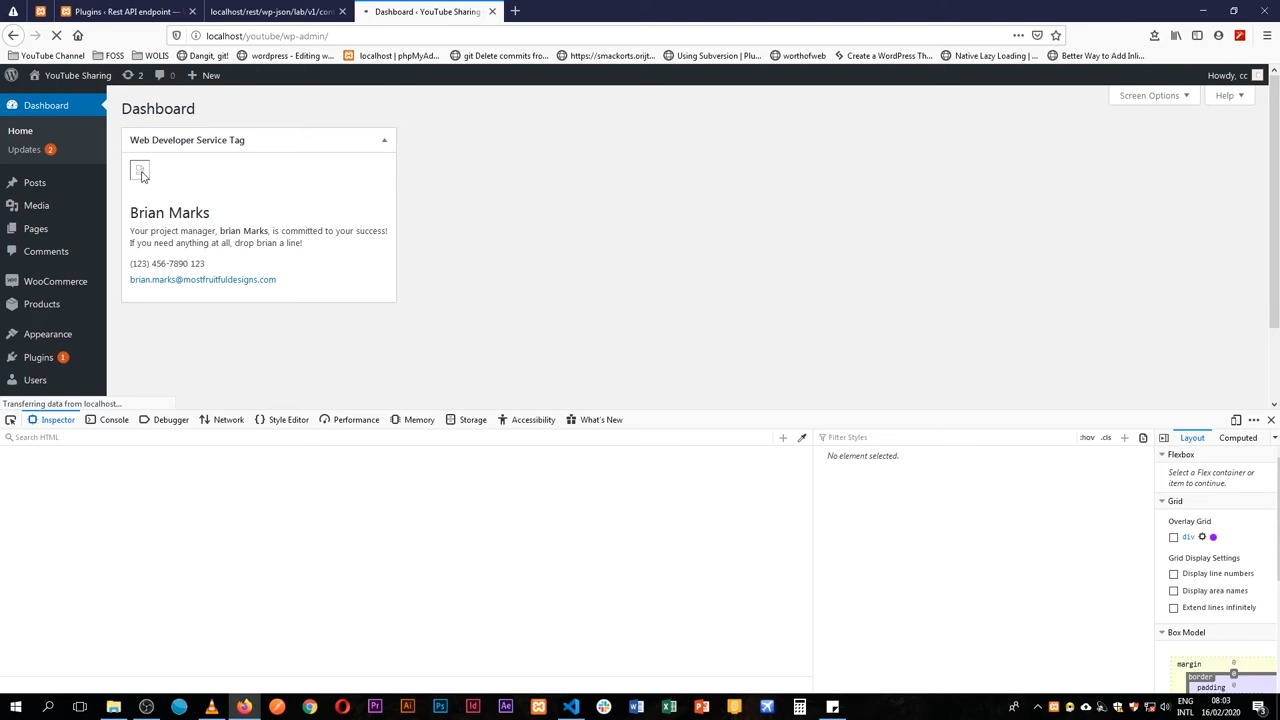 Plugins ‹ Rest API endpoint —
localhost/rest/wp-json/lab/v1/con
Dashboard ‹ YouTube Sharing
localhost/youtube/wp-admin/
YouTube Channel
FOSS
WOLIS
Dangit, git!
wordpress - Editing w...
localhost | phpMyAd...
git Delete commits fro...
https://smackorts.orijt...
Using Subversion | Plu...
worthofweb
Create a WordPress Th...
Native Lazy Loading | ...
Better Way to Add Inli...
YouTube Sharing
2
0
New
Howdy, cc
Dashboard
Home
Updates 2
Posts
Media
Pages
Comments
WooCommerce
Products
Appearance
Plugins 1
Users
Dashboard
Screen Options
Help
Web Developer Service Tag
Brian Marks
Your project manager, brian Marks, is committed to your success!
If you need anything at all, drop brian a line!
(123) 456-7890 123
brian.marks@mostfruitfuldesigns.com
Transferring data from localhost...
Inspector
Console
Debugger
Network
Style Editor
Performance
Memory
Storage
Accessibility
What's New
Search HTML
Filter Styles
:hov .cls
Layout
Computed
No element selected.
Flexbox
Select a Flex container or
item to continue.
Grid
Overlay Grid
div
Grid Display Settings
Display line numbers
Display area names
Extend lines infinitely
Box Model
margin 0
border 0
padding 0
ENG
INTL
08:03
16/02/2020